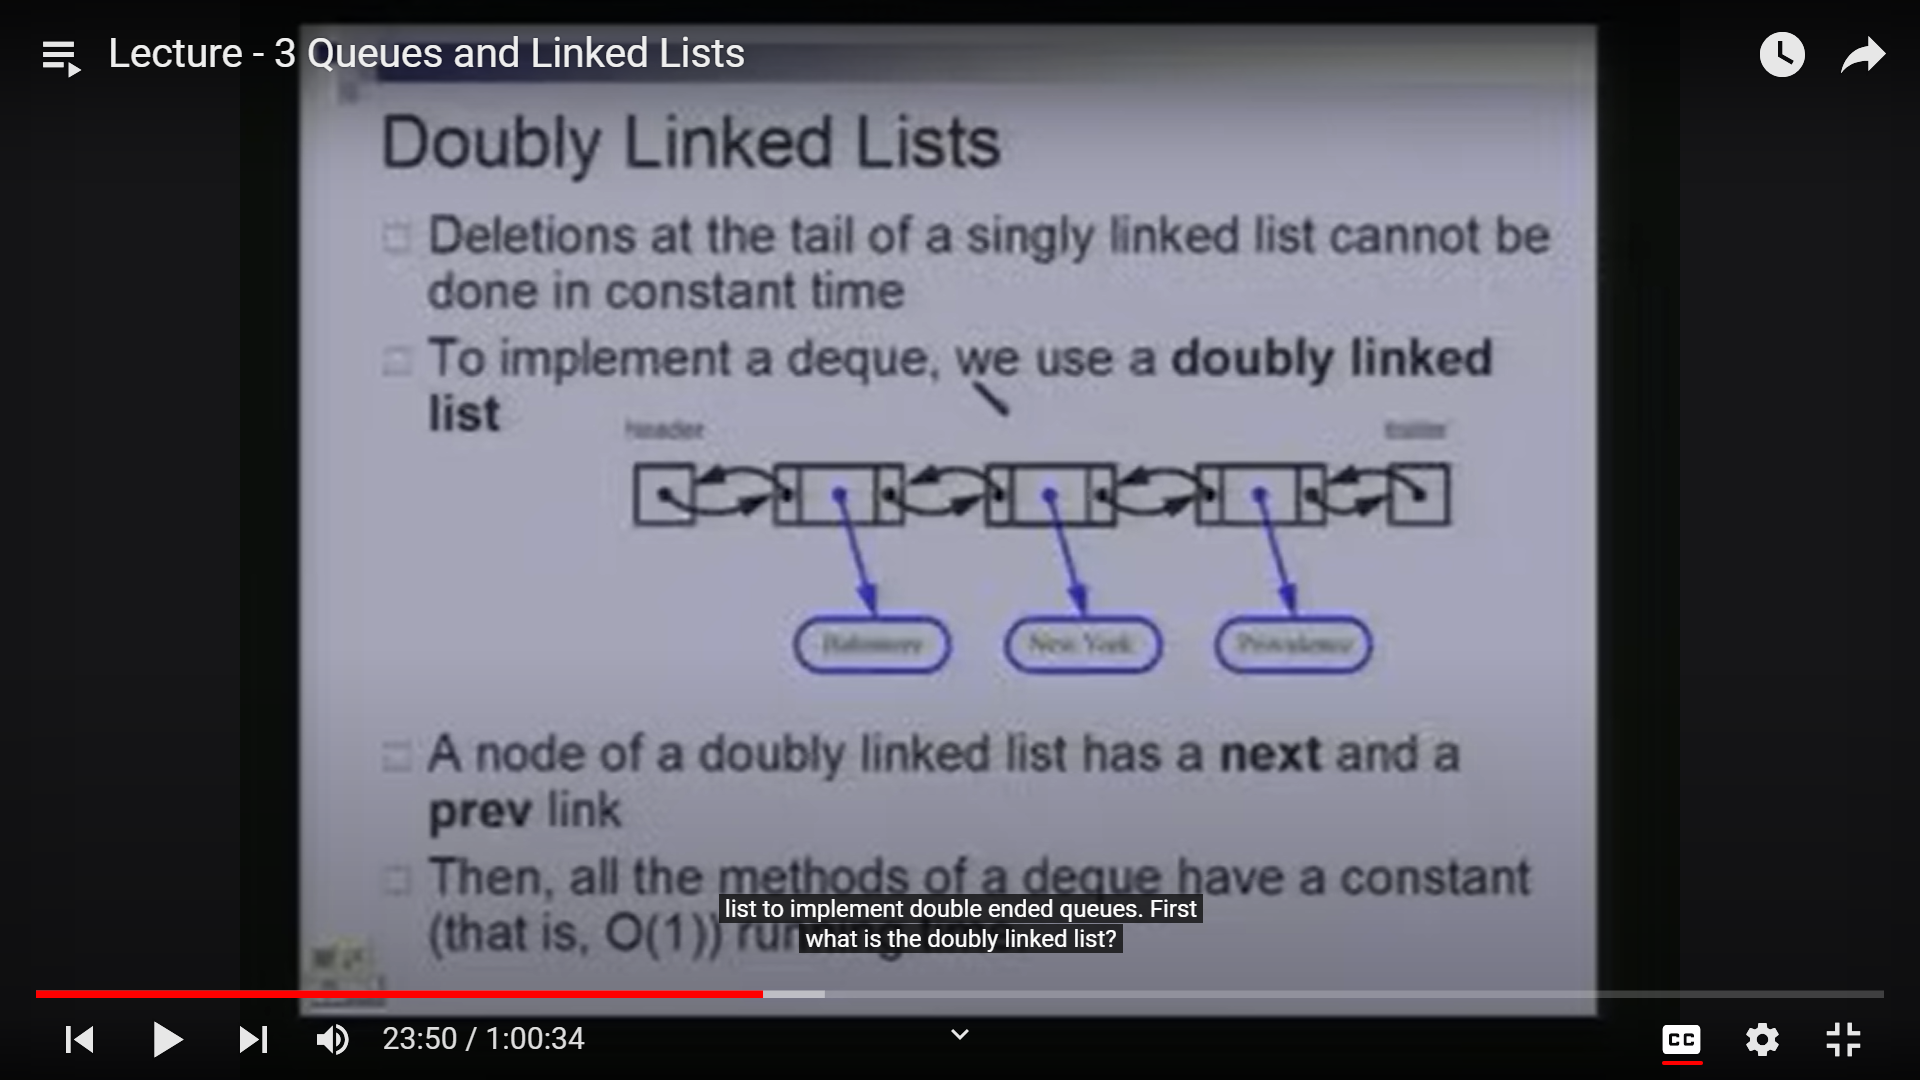 Lecture - 3 Queues and Linked Lists
Doubly Linked Lists
Deletions at the tail of a singly linked list cannot be
done in constant time
To implement a deque, we use a doubly linked
list
header
trailer
Baltimore
New York
Providence
A node of a doubly linked list has a next and a
prev link
Then, all the methods of a deque have a constant
(that is, O(1))
list to implement double ended queues. First
what is the doubly linked list?
23:50 / 1:00:34
CC